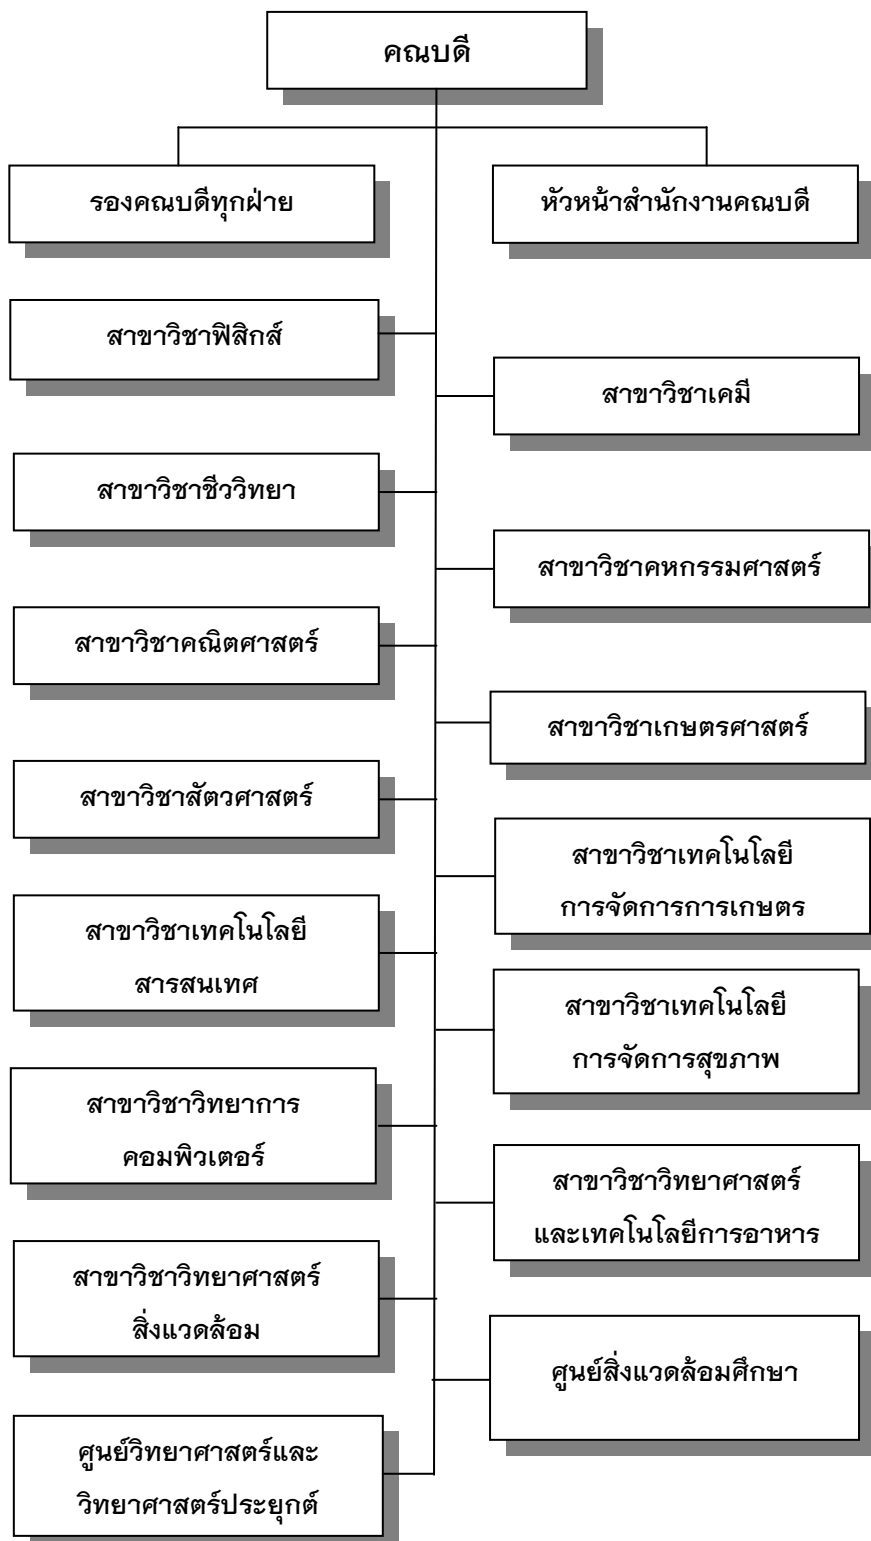 คณบดี
รองคณบดีทุกฝ่าย
หัวหน้าสำนักงานคณบดี
สาขาวิชาฟิสิกส์
สาขาวิชาเคมี
สาขาวิชาชีววิทยา
สาขาวิชาคหกรรมศาสตร์
สาขาวิชาคณิตศาสตร์
สาขาวิชาเกษตรศาสตร์
สาขาวิชาสัตวศาสตร์
สาขาวิชาเทคโนโลยี
การจัดการการเกษตร
สาขาวิชาเทคโนโลยี
สารสนเทศ
สาขาวิชาเทคโนโลยี
การจัดการสุขภาพ
สาขาวิชาวิทยาการ
คอมพิวเตอร์
สาขาวิชาวิทยาศาสตร์
และเทคโนโลยีการอาหาร
สาขาวิชาวิทยาศาสตร์
สิ่งแวดล้อม
ศูนย์สิ่งแวดล้อมศึกษา
ศูนย์วิทยาศาสตร์และ
วิทยาศาสตร์ประยุกต์